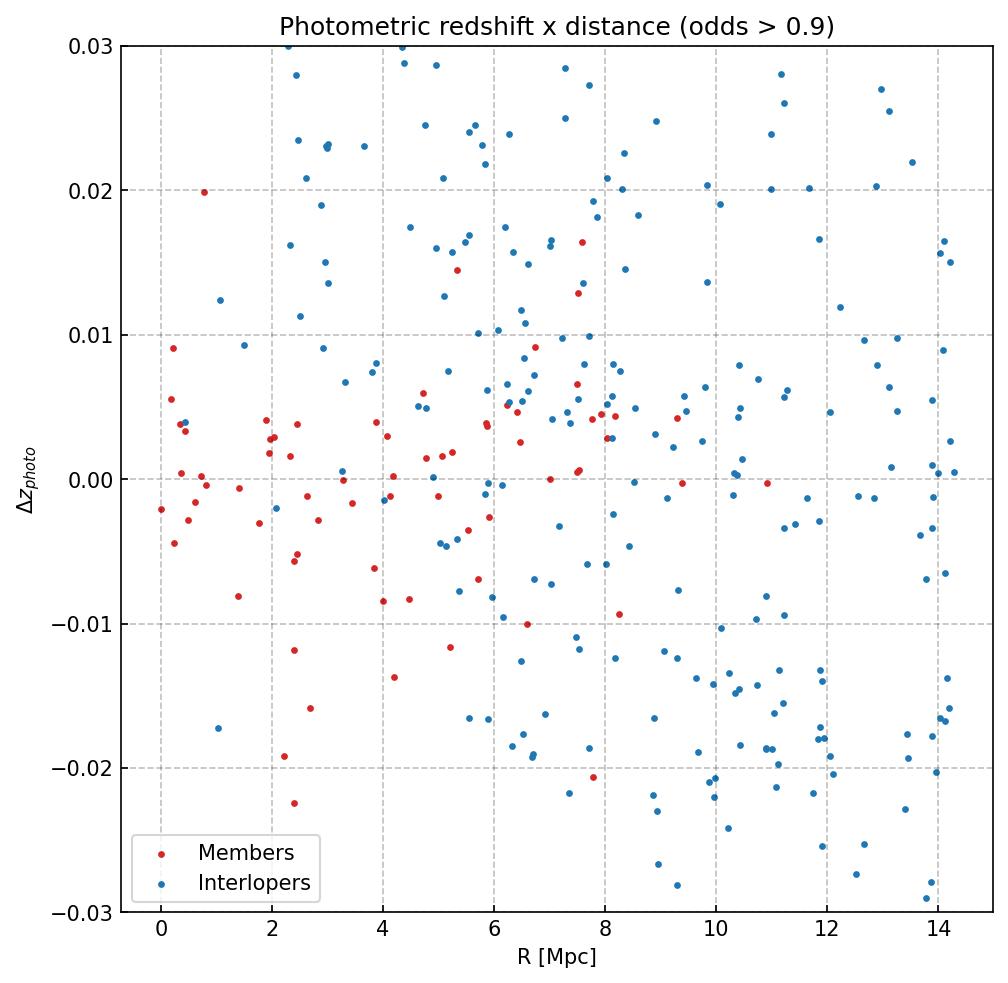 Photometric redshift x distance (odds > 0.9)
0.03
0.02
0.01
0.00
−0.01
−0.02
−0.03
Δz_photo
Members
Interlopers
0 2 4 6 8 10 12 14
R [Mpc]